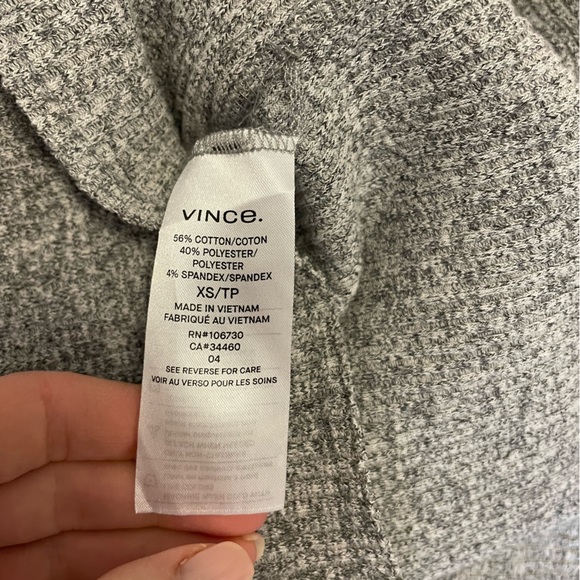 VINCE.
56% COTTON/COTON
40% POLYESTER/
POLYESTER
4% SPANDEX/SPANDEX
XS/TP
MADE IN VIETNAM
FABRIQUÉ AU VIETNAM
RN#106730
CA#34460
04
SEE REVERSE FOR CARE
VOIR AU VERSO POUR LES SOINS